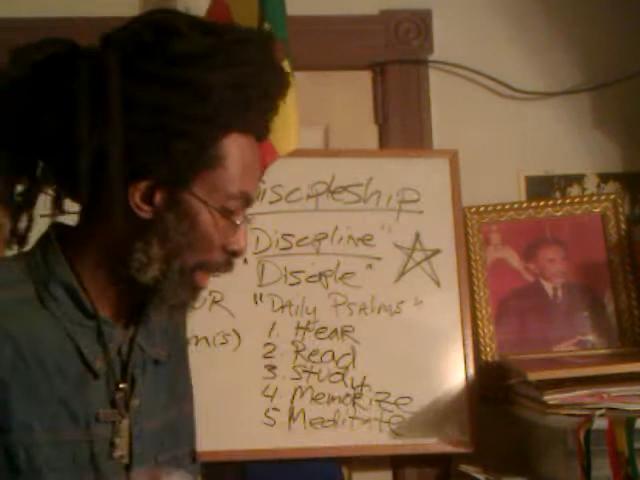 iscipleship
"Discipline"
"Disciple"
UR "Daily Psalms"
m(s) 1. Hear
2. Read
3. Study
4. Memorize
5 Meditate